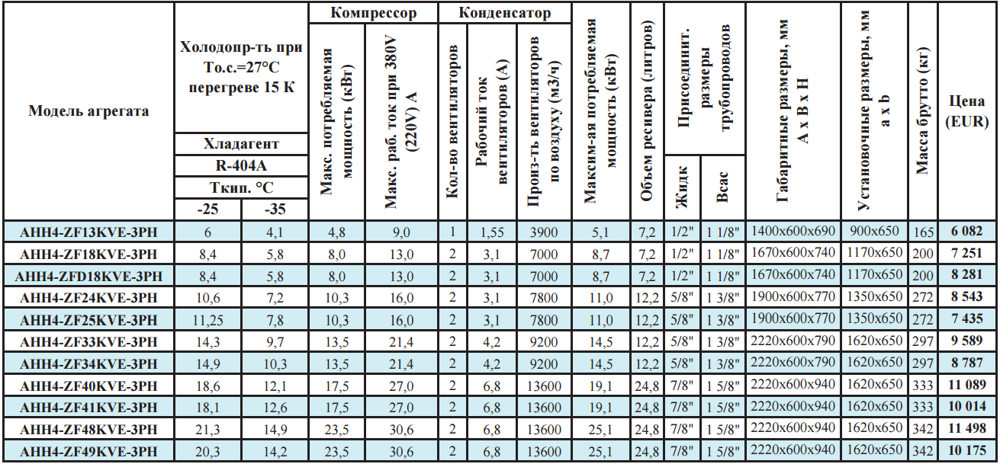 Модель агрегата
Холодопр-ть при
То.с.=27°C
перегреве 15 К
Хладагент
R-404A
Ткип. °C
-25 -35
Компрессор
Макс. потребляемая
мощность (кВт)
Макс. раб. ток при 380V
(220V) А
Конденсатор
Кол-во вентиляторов
Рабочий ток
вентиляторов (А)
Произ-ть вентиляторов
по воздуху (м3/ч)
Максим-ая потребляемая
мощность (кВт)
Объем ресивера (литров)
Присоединит.
размеры
трубопроводов
Жидк
Всас
Габаритные размеры, мм
А х В х Н
Установочные размеры, мм
a x b
Масса брутто (кг)
Цена
(EUR)
АНН4-ZF13KVE-3PH 6 4,1 4,8 9,0 1 1,55 3900 5,1 7,2 1/2" 1 1/8" 1400x600x690 900x650 165 6 082
АНН4-ZF18KVE-3PH 8,4 5,8 8,0 13,0 2 3,1 7000 8,7 7,2 1/2" 1 1/8" 1670x600x740 1170x650 200 7 251
АНН4-ZFD18KVE-3PH 8,4 5,8 8,0 13,0 2 3,1 7000 8,7 7,2 1/2" 1 1/8" 1670x600x740 1170x650 200 8 281
АНН4-ZF24KVE-3PH 10,6 7,2 10,3 16,0 2 3,1 7800 11,0 12,2 5/8" 1 3/8" 1900x600x770 1350x650 272 8 543
АНН4-ZF25KVE-3PH 11,25 7,8 10,3 16,0 2 3,1 7800 11,0 12,2 5/8" 1 3/8" 1900x600x770 1350x650 272 7 435
АНН4-ZF33KVE-3PH 14,3 9,7 13,5 21,4 2 4,2 9200 14,5 12,2 5/8" 1 3/8" 2220x600x790 1620x650 297 9 589
АНН4-ZF34KVE-3PH 14,9 10,3 13,5 21,4 2 4,2 9200 14,5 12,2 5/8" 1 3/8" 2220x600x790 1620x650 297 8 787
АНН4-ZF40KVE-3PH 18,6 12,1 17,5 27,0 2 6,8 13600 19,1 24,8 7/8" 1 5/8" 2220x600x940 1620x650 333 11 089
АНН4-ZF41KVE-3PH 18,1 12,6 17,5 27,0 2 6,8 13600 19,1 24,8 7/8" 1 5/8" 2220x600x940 1620x650 333 10 014
АНН4-ZF48KVE-3PH 21,3 14,9 23,5 30,6 2 6,8 13600 25,1 24,8 7/8" 1 5/8" 2220x600x940 1620x650 342 11 498
АНН4-ZF49KVE-3PH 20,3 14,2 23,5 30,6 2 6,8 13600 25,1 24,8 7/8" 1 5/8" 2220x600x940 1620x650 342 10 175